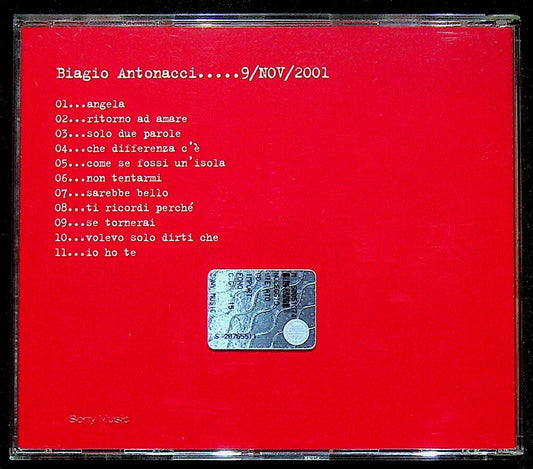 Biagio Antonacci.....9/NOV/2001
01...angela
02...ritorno ad amare
03...solo due parole
04...che differenza c'è
05...come se fossi un'isola
06...non tentarmi
07...sarebbe bello
08...ti ricordi perché
09...se tornerai
10...volevo solo dirti che
11...io ho te
Sony Music